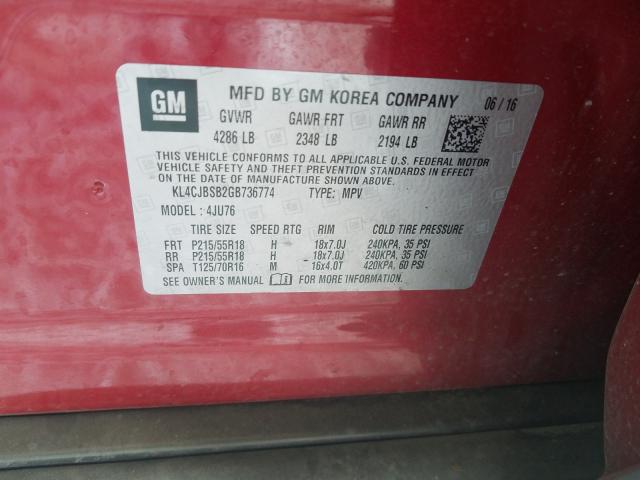 GM
MFD BY GM KOREA COMPANY 06 / 16
GVWR GAWR FRT GAWR RR
4286 LB 2348 LB 2194 LB
THIS VEHICLE CONFORMS TO ALL APPLICABLE U.S. FEDERAL MOTOR
VEHICLE SAFETY, BUMPER, AND THEFT PREVENTION STANDARDS
IN EFFECT ON THE DATE OF MANUFACTURE SHOWN ABOVE.
KL4CJBSB2GB736774 TYPE: MPV
MODEL : 4JU76
TIRE SIZE SPEED RTG RIM COLD TIRE PRESSURE
FRT P215/55R18 H 18x7.0J 240KPA, 35 PSI
RR P215/55R18 H 18x7.0J 240KPA, 35 PSI
SPA T125/70R16 M 16x4.0T 420KPA, 60 PSI
SEE OWNER'S MANUAL FOR MORE INFORMATION.